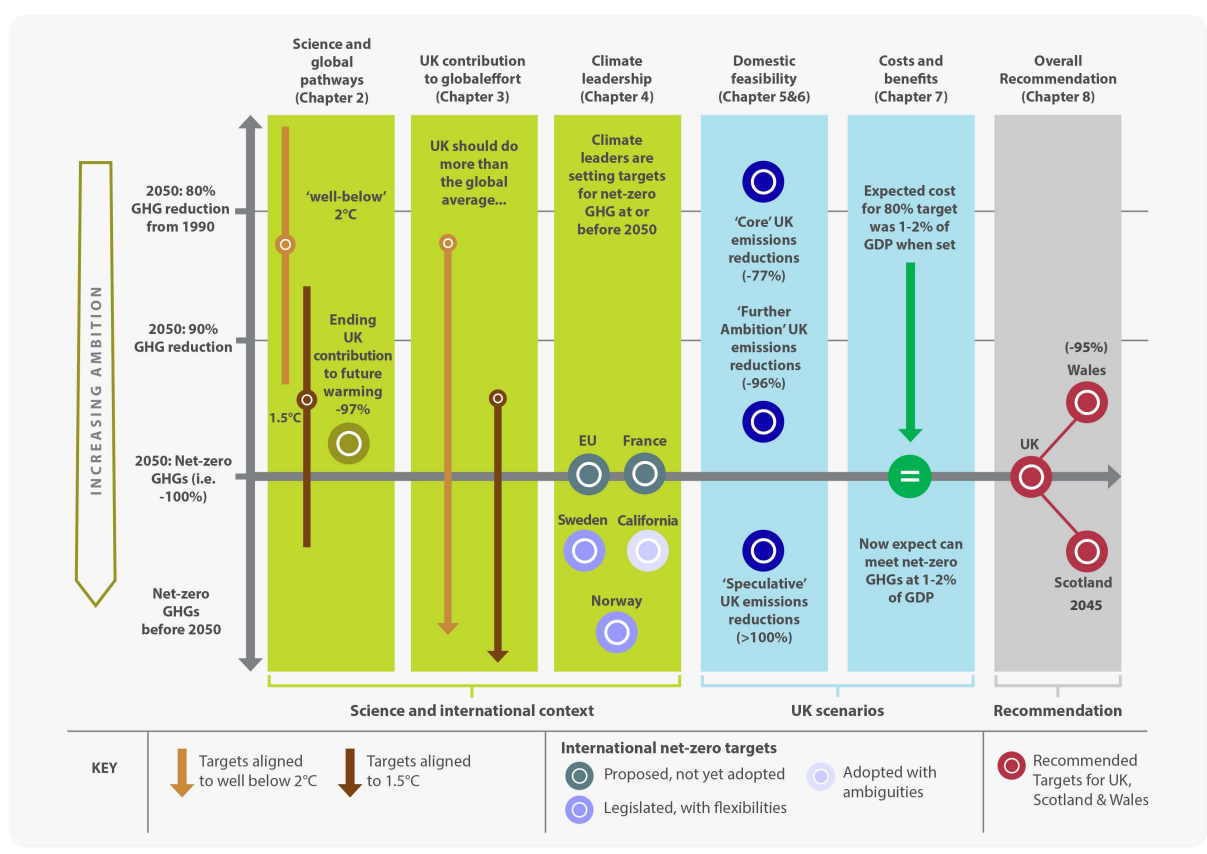 Science and
global
pathways
(Chapter 2)
UK contribution
to globaleffort
(Chapter 3)
Climate
leadership
(Chapter 4)
Domestic
feasibility
(Chapter 5&6)
Costs and
benefits
(Chapter 7)
Overall
Recommendation
(Chapter 8)
INCREASING AMBITION
2050: 80%
GHG reduction
from 1990
2050: 90%
GHG reduction
2050: Net-zero
GHGs (i.e.
-100%)
Net-zero
GHGs
before 2050
‘well-below’
2°C
Ending
UK
contribution
to future
warming
-97%
1.5°C
UK should do
more than
the global
average...
Climate
leaders are
setting targets
for net-zero
GHG at or
before 2050
EU
France
Sweden
California
Norway
‘Core’ UK
emissions
reductions
(-77%)
‘Further
Ambition’ UK
emissions
reductions
(-96%)
‘Speculative’
UK emissions
reductions
(>100%)
Expected cost
for 80% target
was 1-2% of
GDP when set
=
Now expect can
meet net-zero
GHGs at 1-2%
of GDP
(-95%)
Wales
UK
Scotland
2045
Science and international context
UK scenarios
Recommendation
KEY
Targets aligned
to well below 2°C
Targets aligned
to 1.5°C
International net-zero targets
Proposed, not yet adopted
Legislated, with flexibilities
Adopted with
ambiguities
Recommended
Targets for UK,
Scotland & Wales